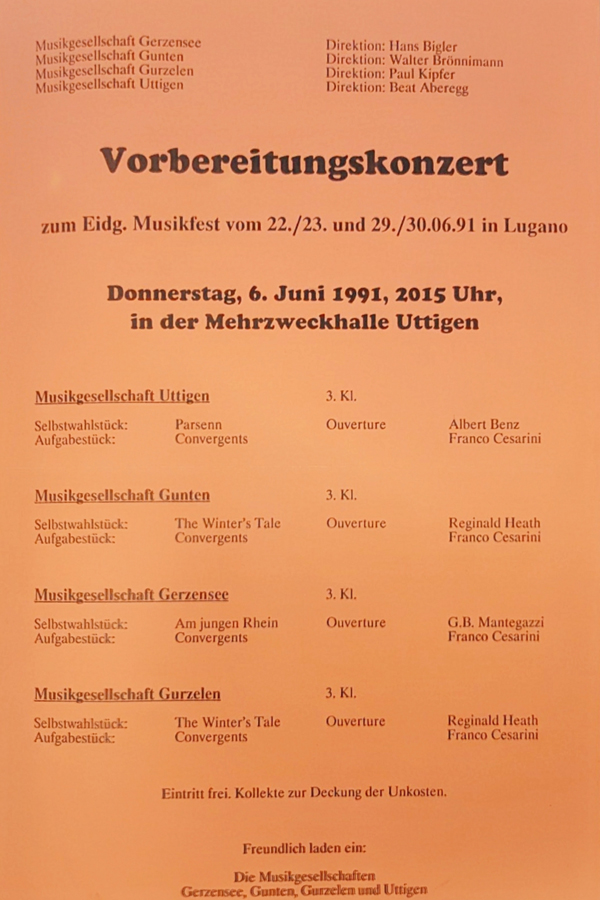 Musikgesellschaft Gerzensee Direktion: Hans Bigler
Musikgesellschaft Gunten Direktion: Walter Brönnimann
Musikgesellschaft Gurzelen Direktion: Paul Kipfer
Musikgesellschaft Uttigen Direktion: Beat Aberegg
Vorbereitungskonzert
zum Eidg. Musikfest vom 22./23. und 29./30.06.91 in Lugano
Donnerstag, 6. Juni 1991, 2015 Uhr,
in der Mehrzweckhalle Uttigen
Musikgesellschaft Uttigen 3. Kl.
Selbstwahlstück: Parsenn Ouverture Albert Benz
Aufgabestück: Convergents Franco Cesarini
Musikgesellschaft Gunten 3. Kl.
Selbstwahlstück: The Winter's Tale Ouverture Reginald Heath
Aufgabestück: Convergents Franco Cesarini
Musikgesellschaft Gerzensee 3. Kl.
Selbstwahlstück: Am jungen Rhein Ouverture G.B. Mantegazzi
Aufgabestück: Convergents Franco Cesarini
Musikgesellschaft Gurzelen 3. Kl.
Selbstwahlstück: The Winter's Tale Ouverture Reginald Heath
Aufgabestück: Convergents Franco Cesarini
Eintritt frei. Kollekte zur Deckung der Unkosten.
Freundlich laden ein:
Die Musikgesellschaften
Gerzensee, Gunten, Gurzelen und Uttigen